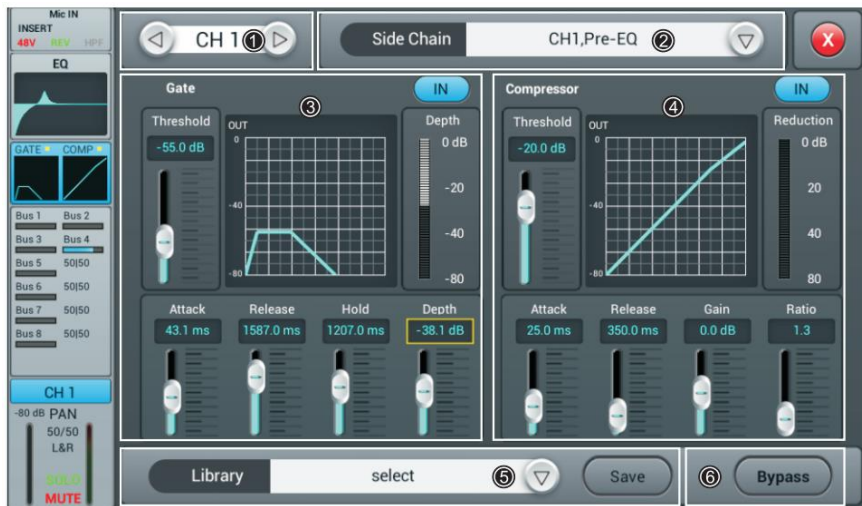 Mic IN
INSERT
48V REV HPF
EQ
GATE COMP
Bus 1 Bus 2
Bus 3 Bus 4
Bus 5 50|50
Bus 6 50|50
Bus 7 50|50
Bus 8 50|50
CH 1
-80 dB PAN
50/50
L&R
SOLO
MUTE
CH 1 ①
Side Chain CH1,Pre-EQ ②
X
Gate IN
③
Threshold
-55.0 dB
OUT
0
-40
-80
Depth
0 dB
-20
-40
-80
Attack Release Hold Depth
43.1 ms 1587.0 ms 1207.0 ms -38.1 dB
Compressor IN
④
Threshold
-20.0 dB
OUT
0
-40
-80
Reduction
0 dB
20
40
80
Attack Release Gain Ratio
25.0 ms 350.0 ms 0.0 dB 1.3
Library select ⑤ Save
⑥ Bypass